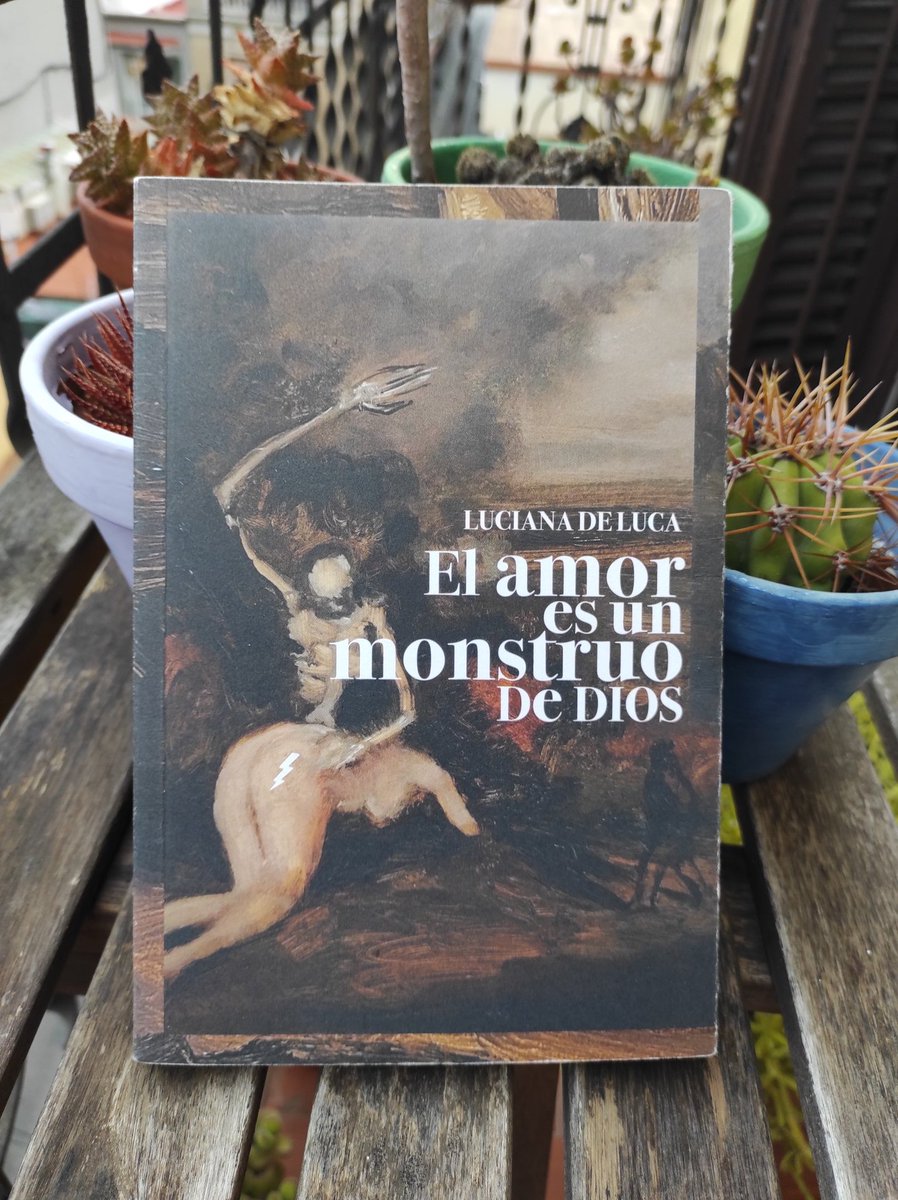 LUCIANA DE LUCA
El amor
es un
monstruo
De DIOS